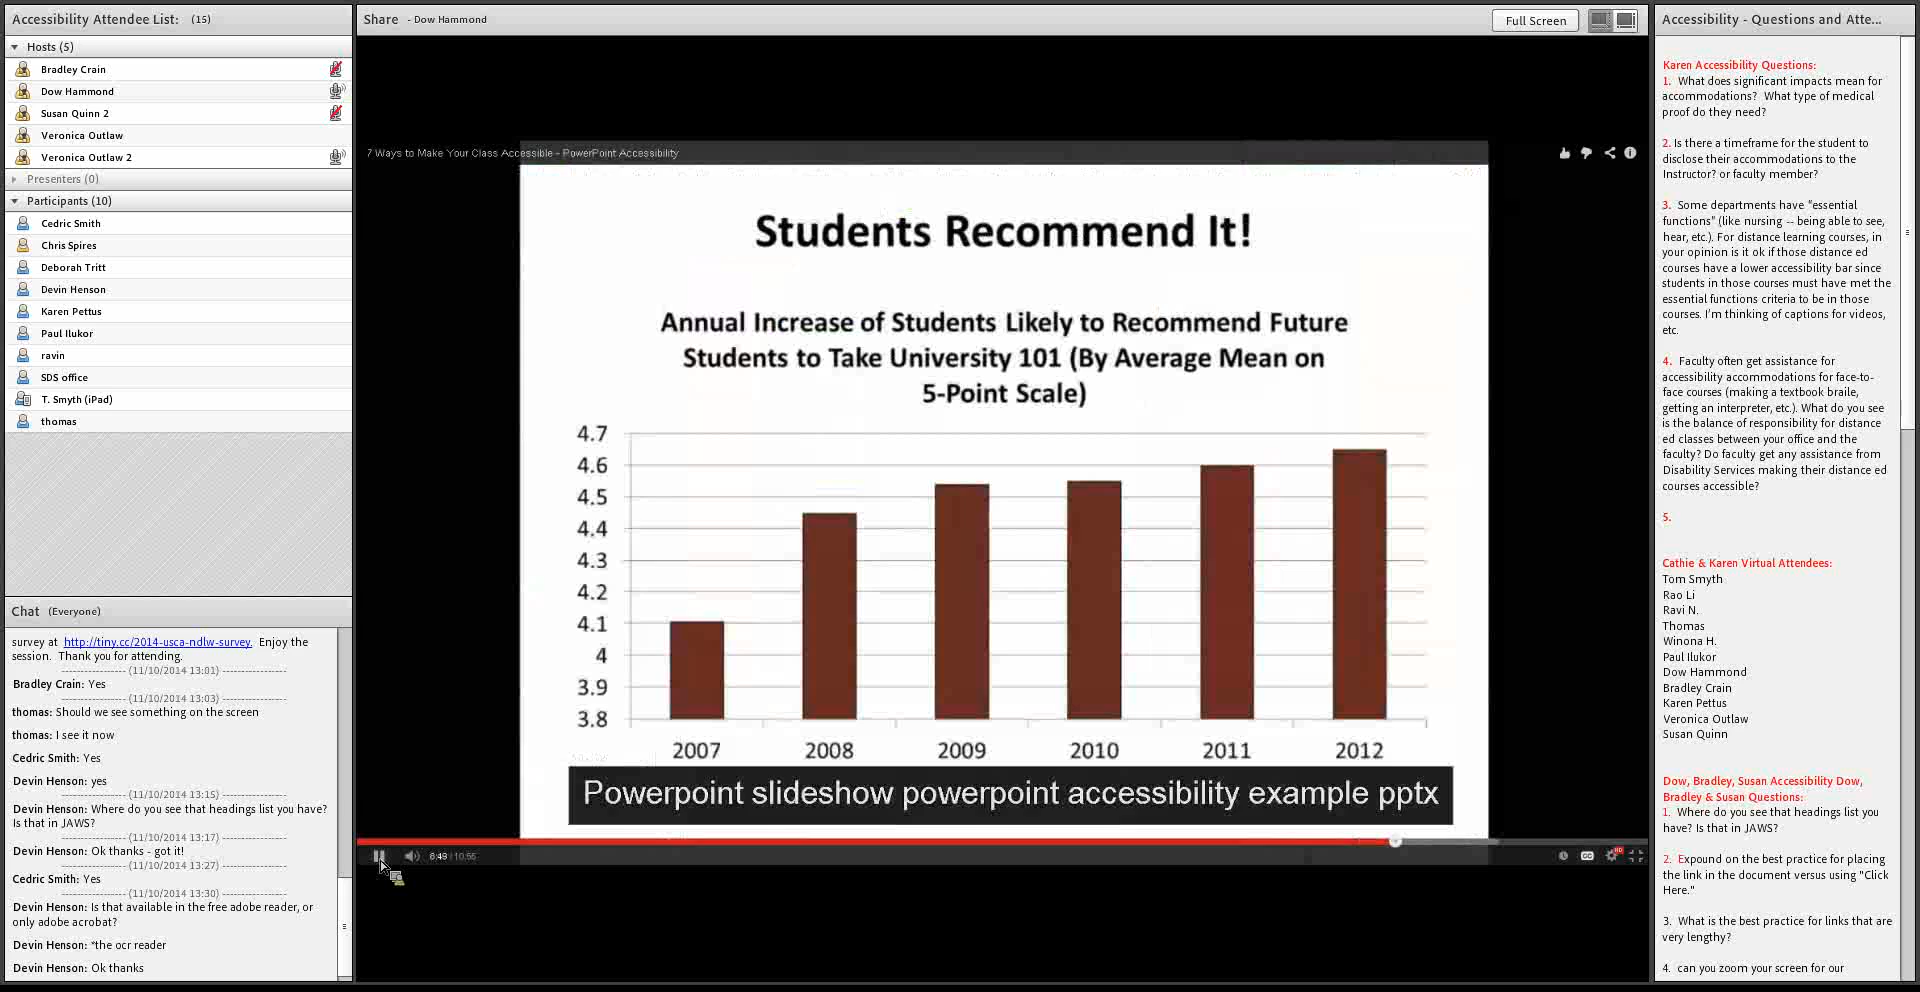 Accessibility Attendee List: (15)
Hosts (5)
Bradley Crain
Dow Hammond
Susan Quinn 2
Veronica Outlaw
Veronica Outlaw 2
Presenters (0)
Participants (10)
Cedric Smith
Chris Spires
Deborah Tritt
Devin Henson
Karen Pettus
Paul Ilukor
ravin
SDS office
T. Smyth (iPad)
thomas
Chat (Everyone)
survey at http://tiny.cc/2014-usca-ndlw-survey. Enjoy the
session. Thank you for attending.
------------------ (11/10/2014 13:01) ------------------
Bradley Crain: Yes
------------------ (11/10/2014 13:03) ------------------
thomas: Should we see something on the screen
thomas: I see it now
Cedric Smith: Yes
Devin Henson: yes
------------------ (11/10/2014 13:15) ------------------
Devin Henson: Where do you see that headings list you have?
Is that in JAWS?
------------------ (11/10/2014 13:17) ------------------
Devin Henson: Ok thanks - got it!
------------------ (11/10/2014 13:27) ------------------
Cedric Smith: Yes
------------------ (11/10/2014 13:30) ------------------
Devin Henson: Is that available in the free adobe reader, or
only adobe acrobat?
Devin Henson: *the ocr reader
Devin Henson: Ok thanks
Share - Dow Hammond
Full Screen
7 Ways to Make Your Class Accessible - PowerPoint Accessibility
Students Recommend It!
Annual Increase of Students Likely to Recommend Future
Students to Take University 101 (By Average Mean on
5-Point Scale)
4.7
4.6
4.5
4.4
4.3
4.2
4.1
4
3.9
3.8
2007 2008 2009 2010 2011 2012
Powerpoint slideshow powerpoint accessibility example pptx
/ 10:55
CC
HD
Accessibility - Questions and Atte...
Karen Accessibility Questions:
1. What does significant impacts mean for
accommodations? What type of medical
proof do they need?
2. Is there a timeframe for the student to
disclose their accommodations to the
Instructor? or faculty member?
3. Some departments have "essential
functions" (like nursing -- being able to see,
hear, etc.). For distance learning courses, in
your opinion is it ok if those distance ed
courses have a lower accessibility bar since
students in those courses must have met the
essential functions criteria to be in those
courses. I'm thinking of captions for videos,
etc.
4. Faculty often get assistance for
accessibility accommodations for face-to-
face courses (making a textbook braile,
getting an interpreter, etc.). What do you see
is the balance of responsibility for distance
ed classes between your office and the
faculty? Do faculty get any assistance from
Disability Services making their distance ed
courses accessible?
5.
Cathie & Karen Virtual Attendees:
Tom Smyth
Rao Li
Ravi N.
Thomas
Winona H.
Paul Ilukor
Dow Hammond
Bradley Crain
Karen Pettus
Veronica Outlaw
Susan Quinn
Dow, Bradley, Susan Accessibility Dow,
Bradley & Susan Questions:
1. Where do you see that headings list you
have? Is that in JAWS?
2. Expound on the best practice for placing
the link in the document versus using "Click
Here."
3. What is the best practice for links that are
very lengthy?
4. can you zoom your screen for our